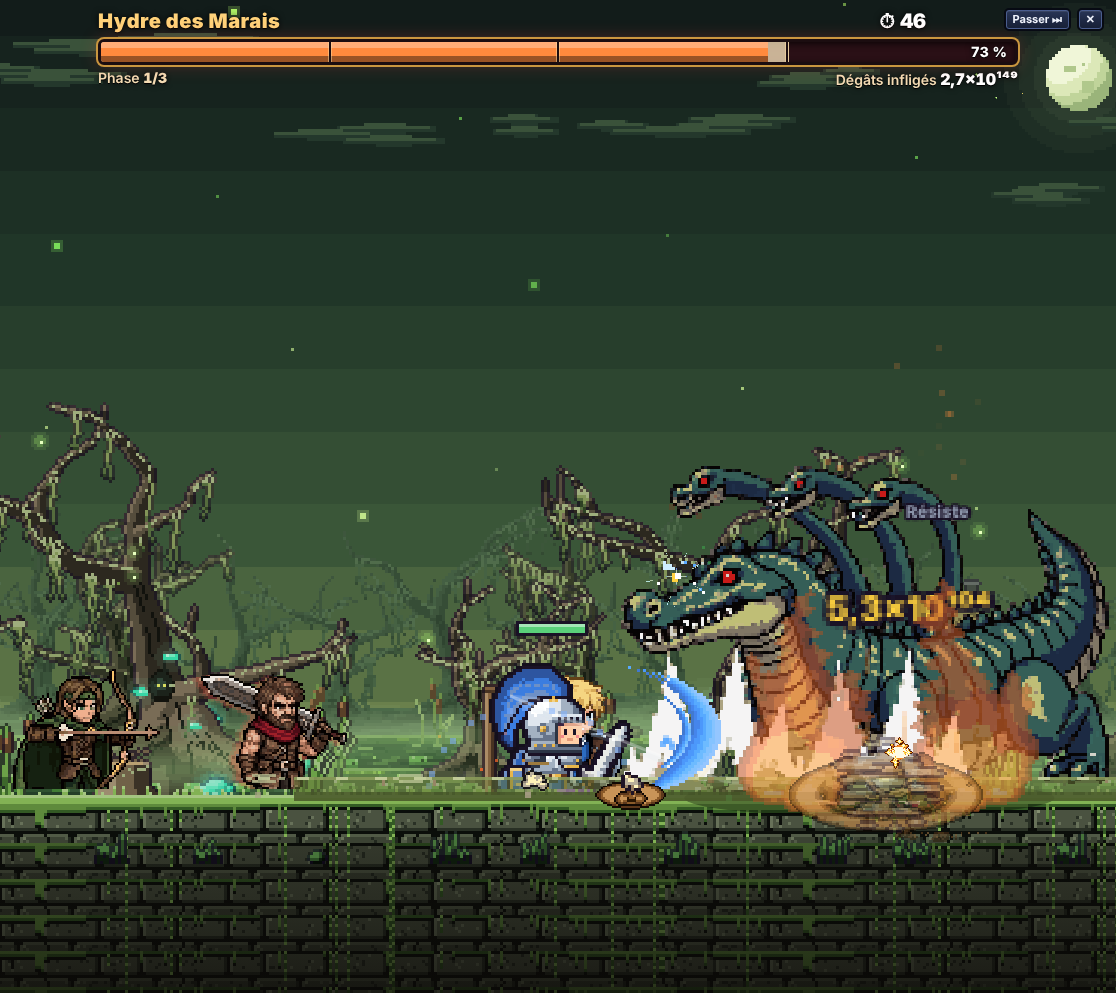 Hydre des Marais
⏱ 46
Passer ⏭
✕
73 %
Phase 1/3
Dégâts infligés 2,7×10¹⁴⁹
Résiste
5,3×10¹⁰⁴